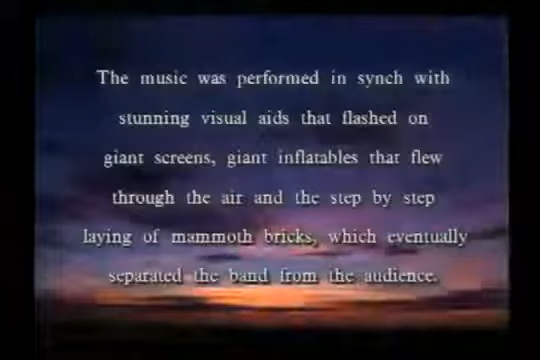 The music was performed in synch with
stunning visual aids that flashed on
giant screens, giant inflatables that flew
through the air and the step by step
laying of mammoth bricks, which eventually
separated the band from the audience.